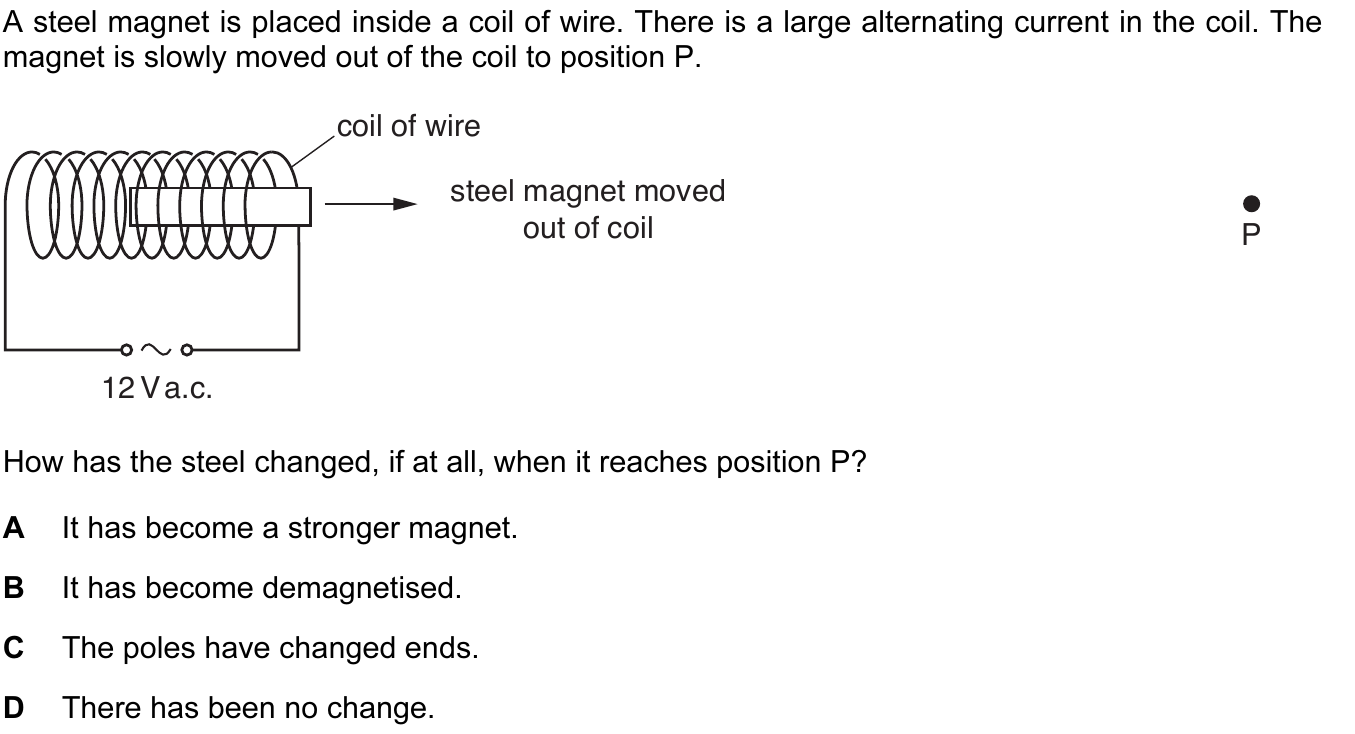 A steel magnet is placed inside a coil of wire. There is a large alternating current in the coil. The
magnet is slowly moved out of the coil to position P.
coil of wire
steel magnet moved
out of coil
P
12 V a.c.
How has the steel changed, if at all, when it reaches position P?
A It has become a stronger magnet.
B It has become demagnetised.
C The poles have changed ends.
D There has been no change.